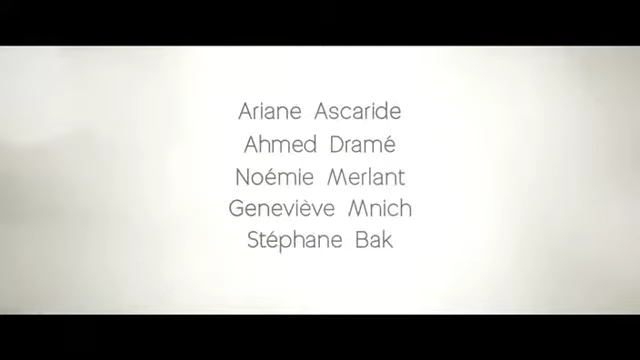 Ariane Ascaride
Ahmed Dramé
Noémie Merlant
Geneviève Mnich
Stéphane Bak